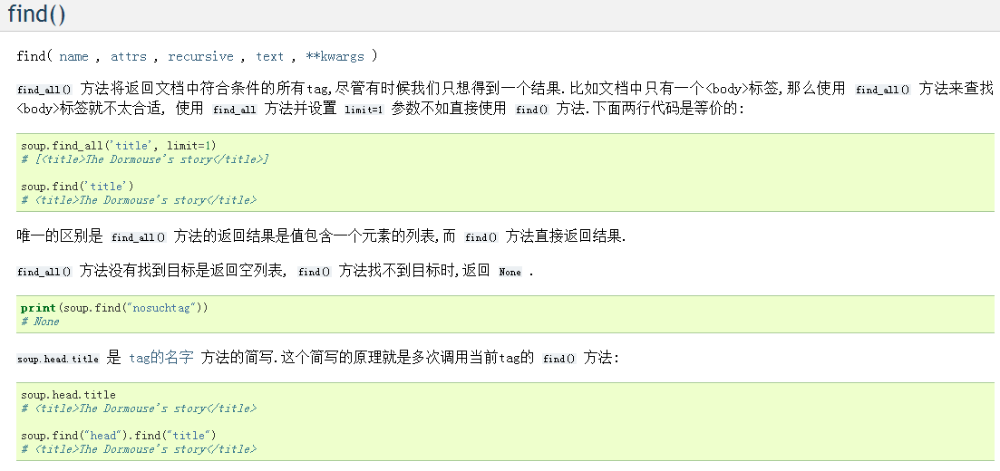 find()
find( name , attrs , recursive , text , **kwargs )
find_all() 方法将返回文档中符合条件的所有tag,尽管有时候我们只想得到一个结果.比如文档中只有一个<body>标签,那么使用 find_all() 方法来查找
<body>标签就不太合适, 使用 find_all 方法并设置 limit=1 参数不如直接使用 find() 方法.下面两行代码是等价的:
soup.find_all('title', limit=1)
# [<title>The Dormouse's story</title>]
soup.find('title')
# <title>The Dormouse's story</title>
唯一的区别是 find_all() 方法的返回结果是值包含一个元素的列表,而 find() 方法直接返回结果.
find_all() 方法没有找到目标是返回空列表, find() 方法找不到目标时,返回 None .
print(soup.find("nosuchtag"))
# None
soup.head.title 是 tag的名字 方法的简写.这个简写的原理就是多次调用当前tag的 find() 方法:
soup.head.title
# <title>The Dormouse's story</title>
soup.find("head").find("title")
# <title>The Dormouse's story</title>